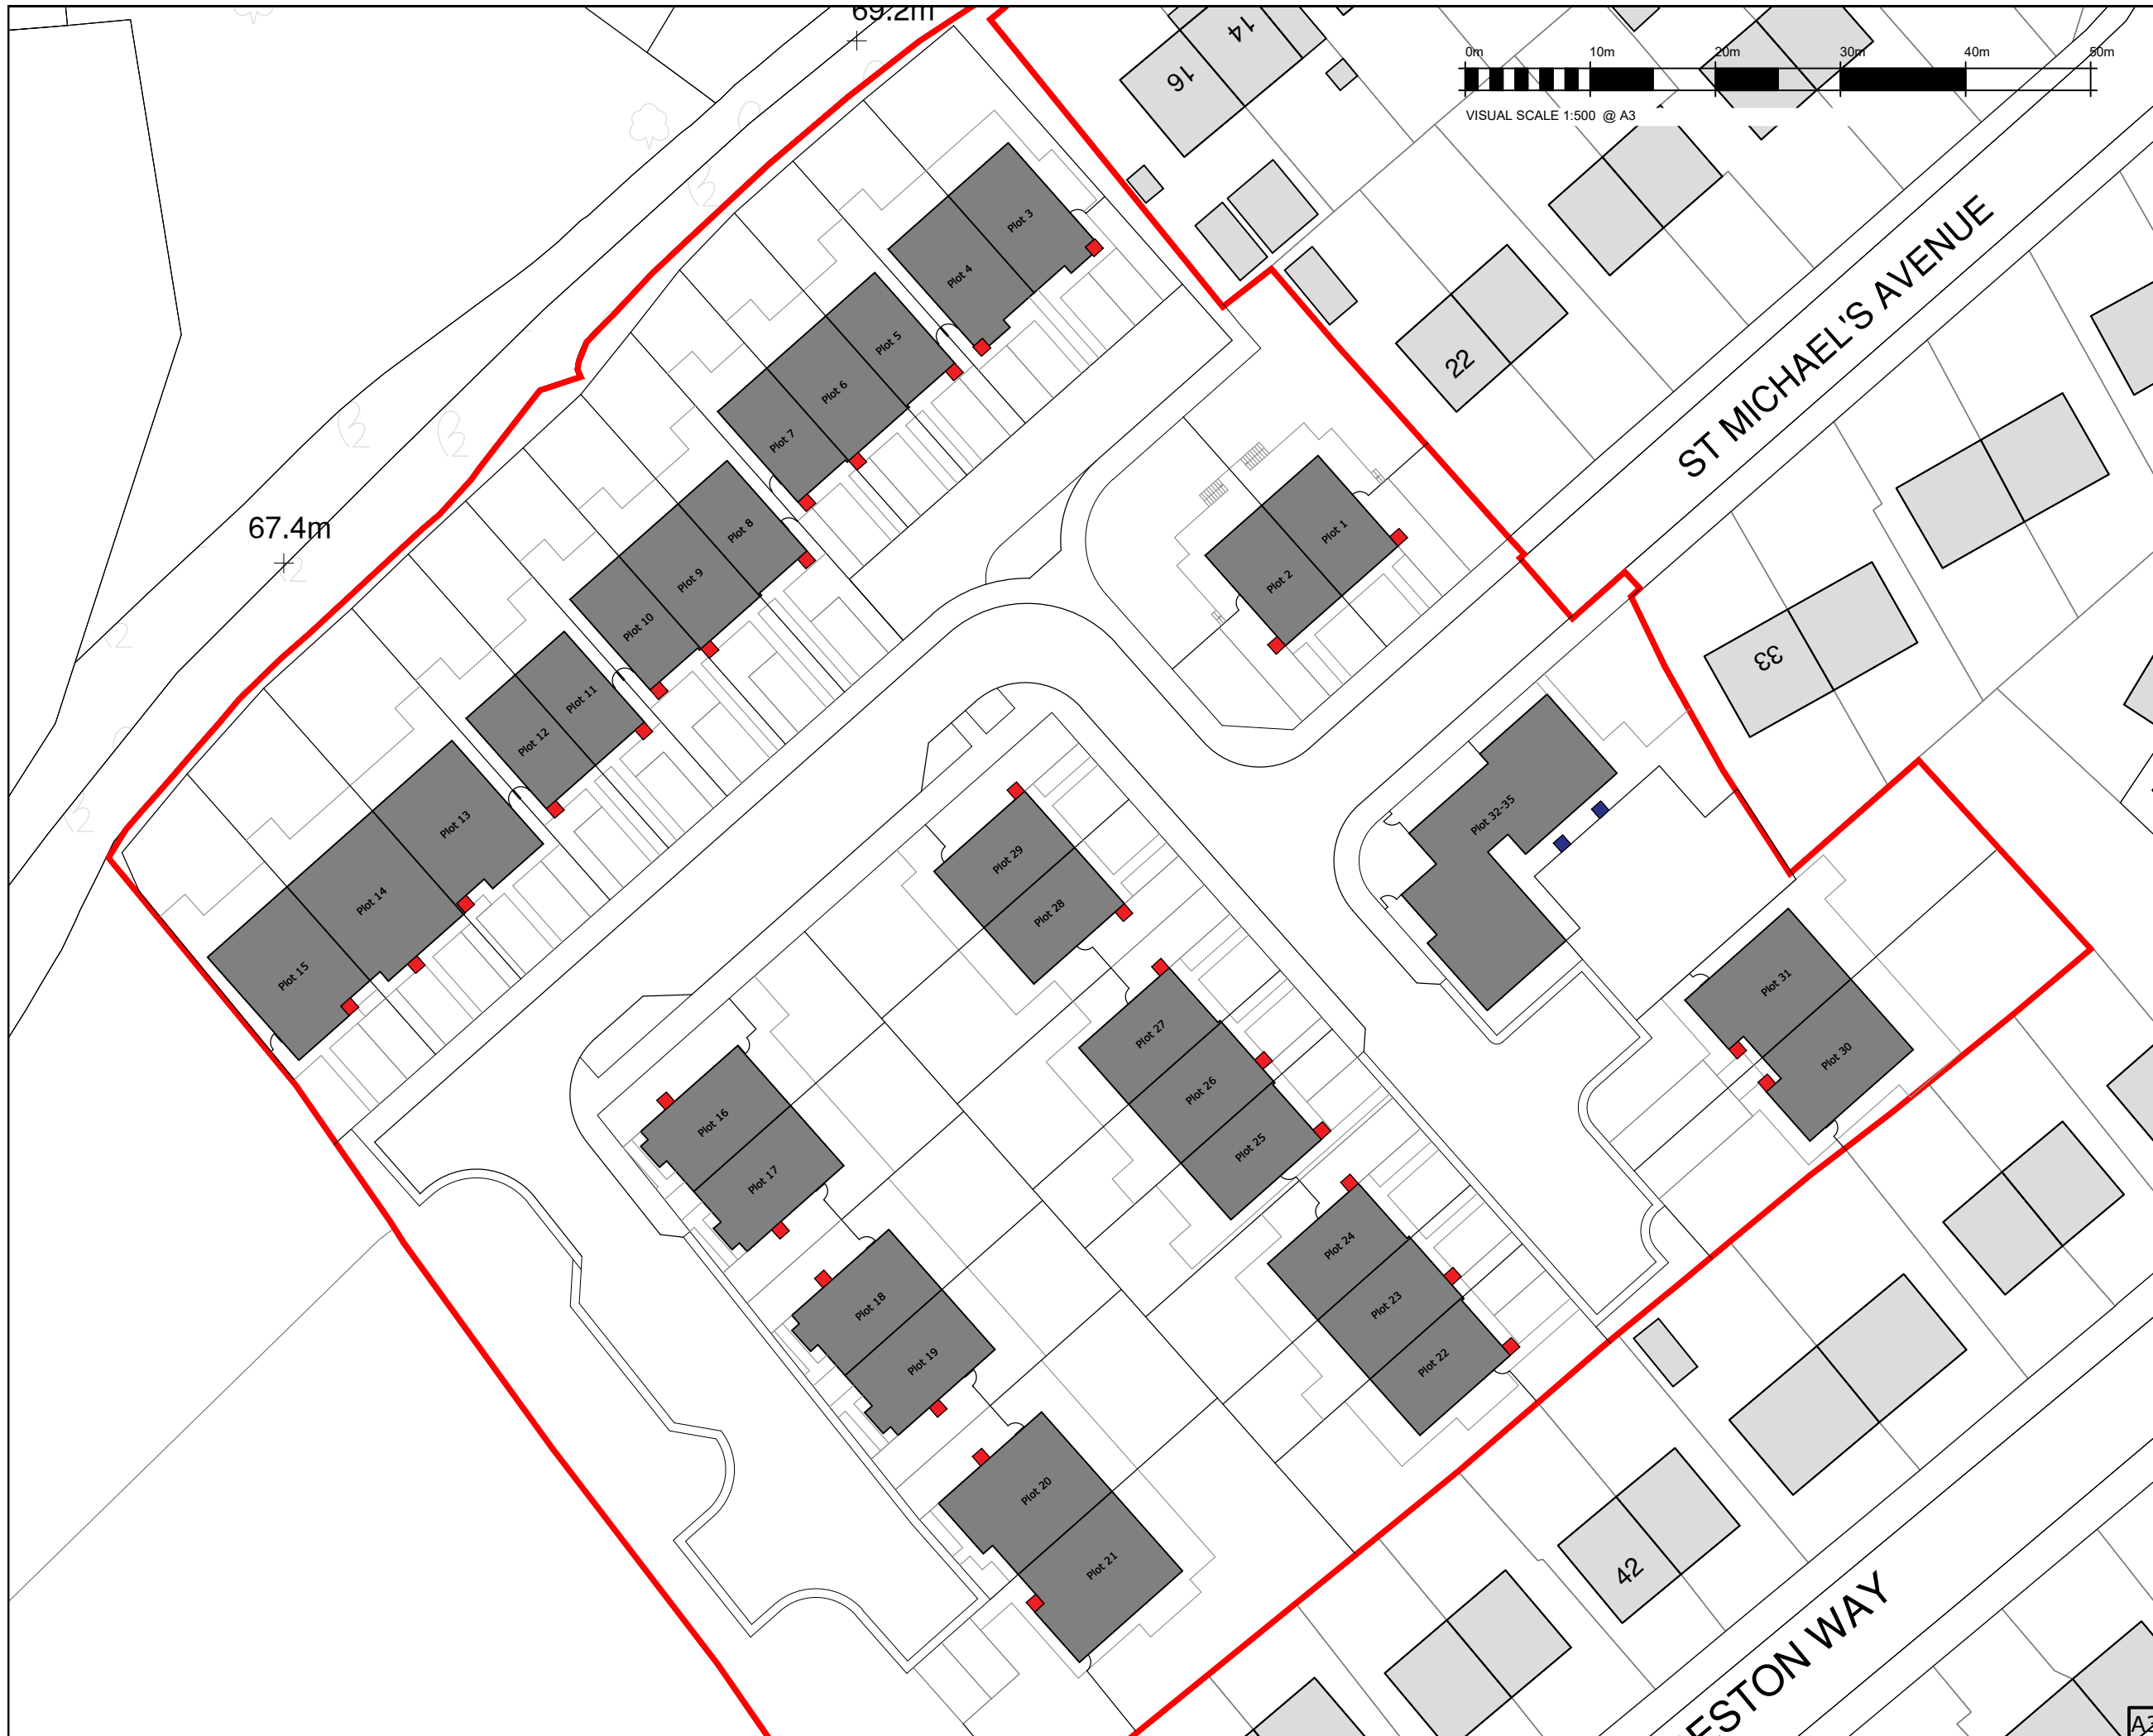 69.2m
14
16
0m 10m 20m 30m 40m 50m
VISUAL SCALE 1:500 @ A3
Plot 3
Plot 4
ST MICHAEL'S AVENUE
22
Plot 5
Plot 6
Plot 7
67.4m
Plot 8
Plot 9
Plot 10
Plot 1
Plot 2
33
Plot 11
Plot 12
Plot 13
Plot 14
Plot 15
Plot 32-35
Plot 29
Plot 28
Plot 31
Plot 30
Plot 27
Plot 26
Plot 25
Plot 16
Plot 17
Plot 24
Plot 23
Plot 22
Plot 18
Plot 19
Plot 20
Plot 21
42
ESTON WAY